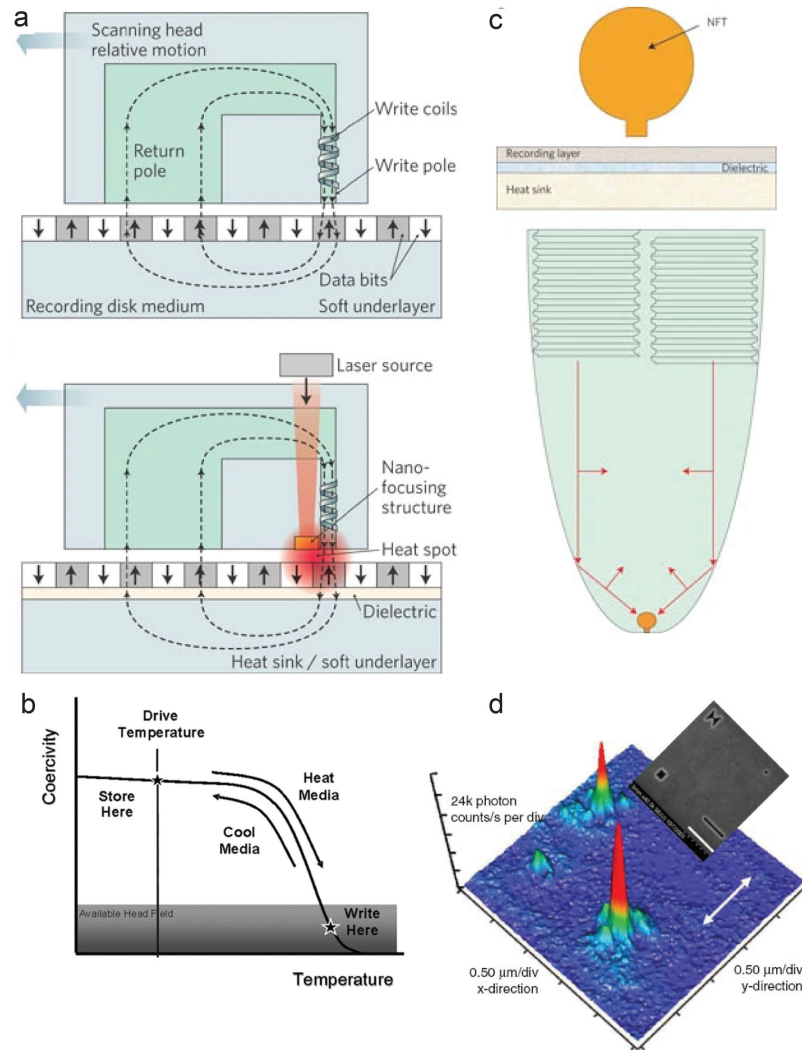 a
Scanning head
relative motion
Write coils
Write pole
Return
pole
Data bits
Recording disk medium
Soft underlayer
Laser source
Nano-
focusing
structure
Heat spot
Dielectric
Heat sink / soft underlayer
b
Drive
Temperature
Coercivity
Store
Here
Heat
Media
Cool
Media
Available Head Field
Write
Here
Temperature
c
NFT
Recording layer
Dielectric
Heat sink
d
24k photon
counts/s per div
0.50 μm/div
x-direction
0.50 μm/div
y-direction